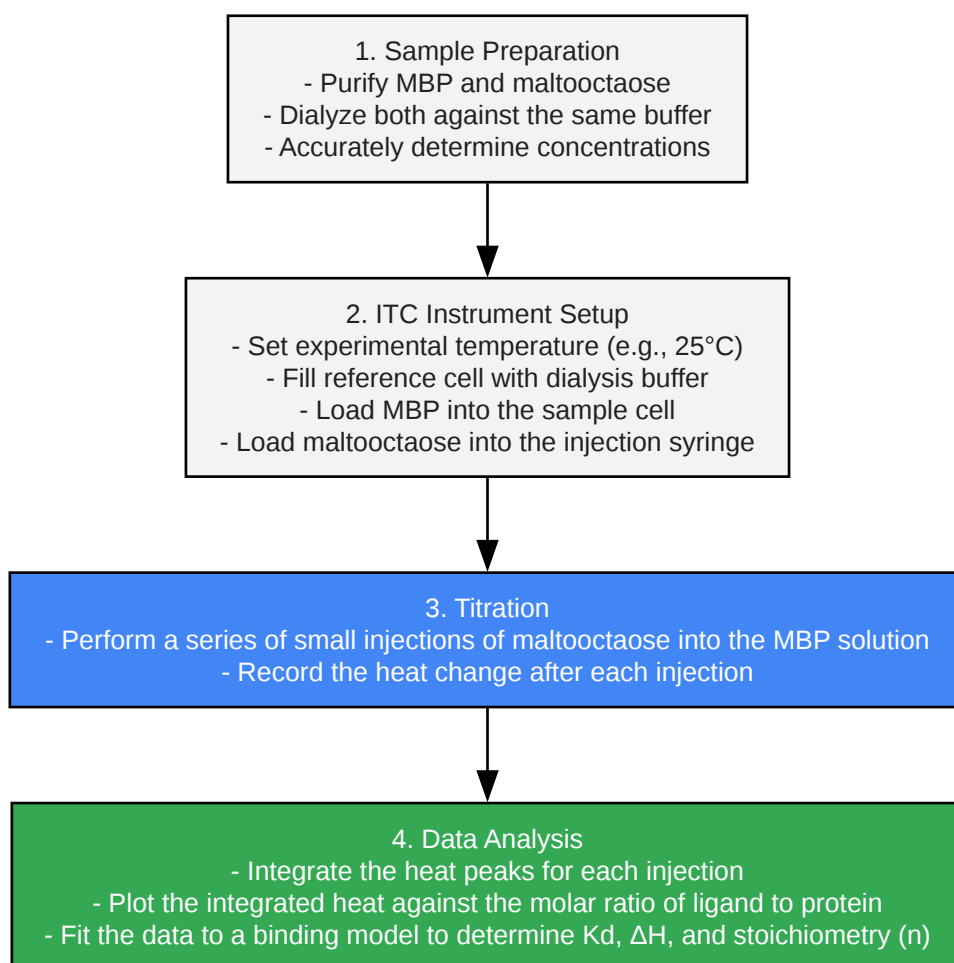 1. Sample Preparation
- Purify MBP and maltooctaose
- Dialyze both against the same buffer
- Accurately determine concentrations
2. ITC Instrument Setup
- Set experimental temperature (e.g., 25°C)
- Fill reference cell with dialysis buffer
- Load MBP into the sample cell
- Load maltooctaose into the injection syringe
3. Titration
- Perform a series of small injections of maltooctaose into the MBP solution
- Record the heat change after each injection
4. Data Analysis
- Integrate the heat peaks for each injection
- Plot the integrated heat against the molar ratio of ligand to protein
- Fit the data to a binding model to determine Kd, ΔH, and stoichiometry (n)